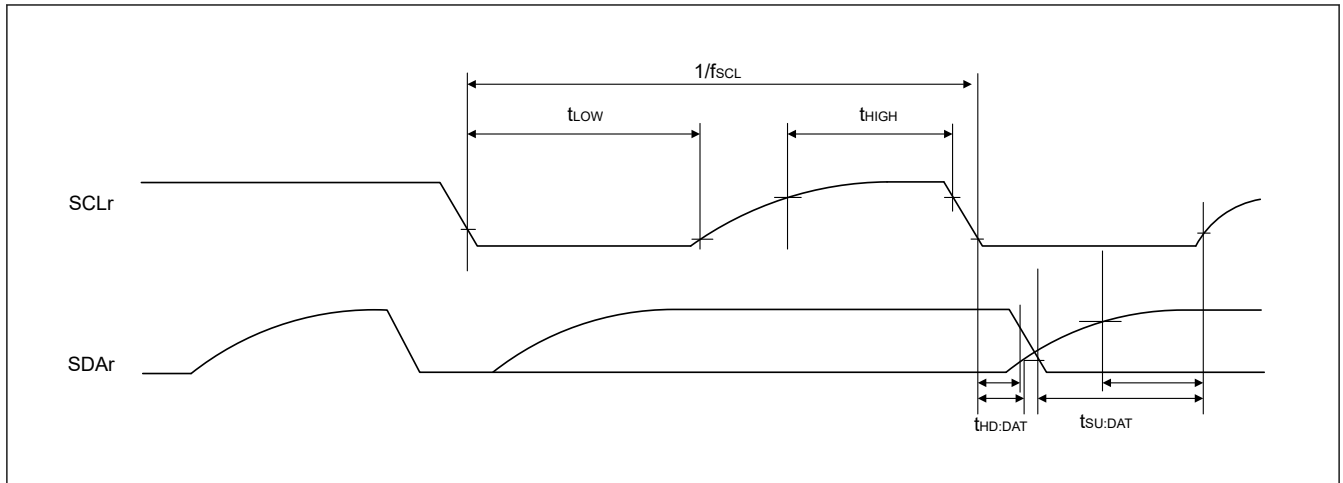 1/fSCL
tLOW
tHIGH
SCLr
SDAr
tHD:DAT
tSU:DAT